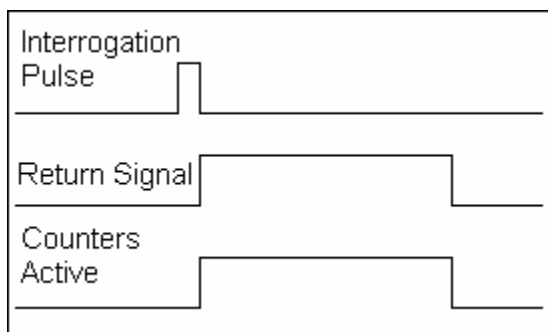 Interrogation
Pulse
Return Signal
Counters
Active